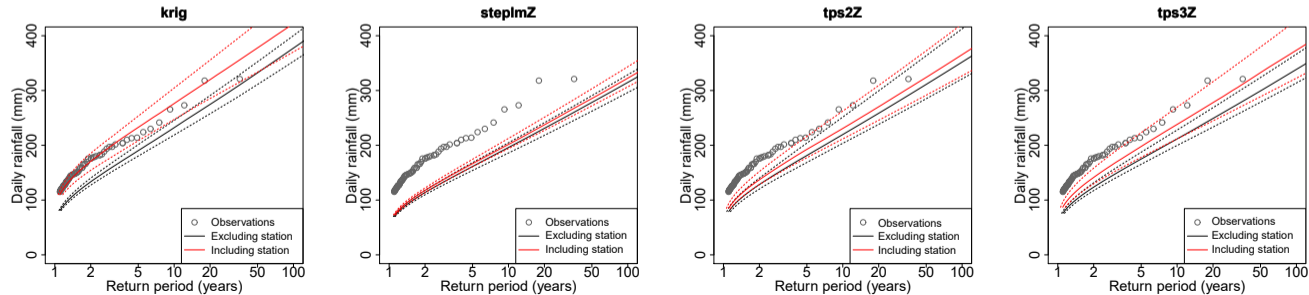 krig
Daily rainfall (mm)
400
300
200
100
0
1 2 5 10 20 50 100
Return period (years)
Observations
Excluding station
Including station
steplmZ
Daily rainfall (mm)
400
300
200
100
0
1 2 5 10 20 50 100
Return period (years)
Observations
Excluding station
Including station
tps2Z
Daily rainfall (mm)
400
300
200
100
0
1 2 5 10 20 50 100
Return period (years)
Observations
Excluding station
Including station
tps3Z
Daily rainfall (mm)
400
300
200
100
0
1 2 5 10 20 50 100
Return period (years)
Observations
Excluding station
Including station